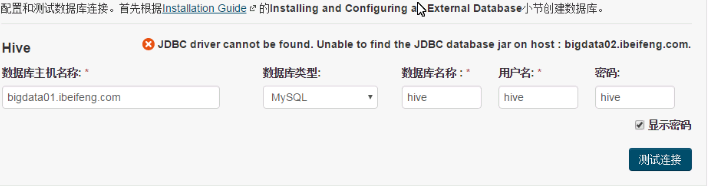 配置和测试数据库连接。首先根据Installation Guide 的Installing and Configuring an External Database小节创建数据库。
Hive
JDBC driver cannot be found. Unable to find the JDBC database jar on host : bigdata02.ibeifeng.com.
数据库主机名称: * 数据库类型: 数据库名称 : * 用户名: * 密码:
bigdata01.ibeifeng.com MySQL hive hive hive
显示密码
测试连接